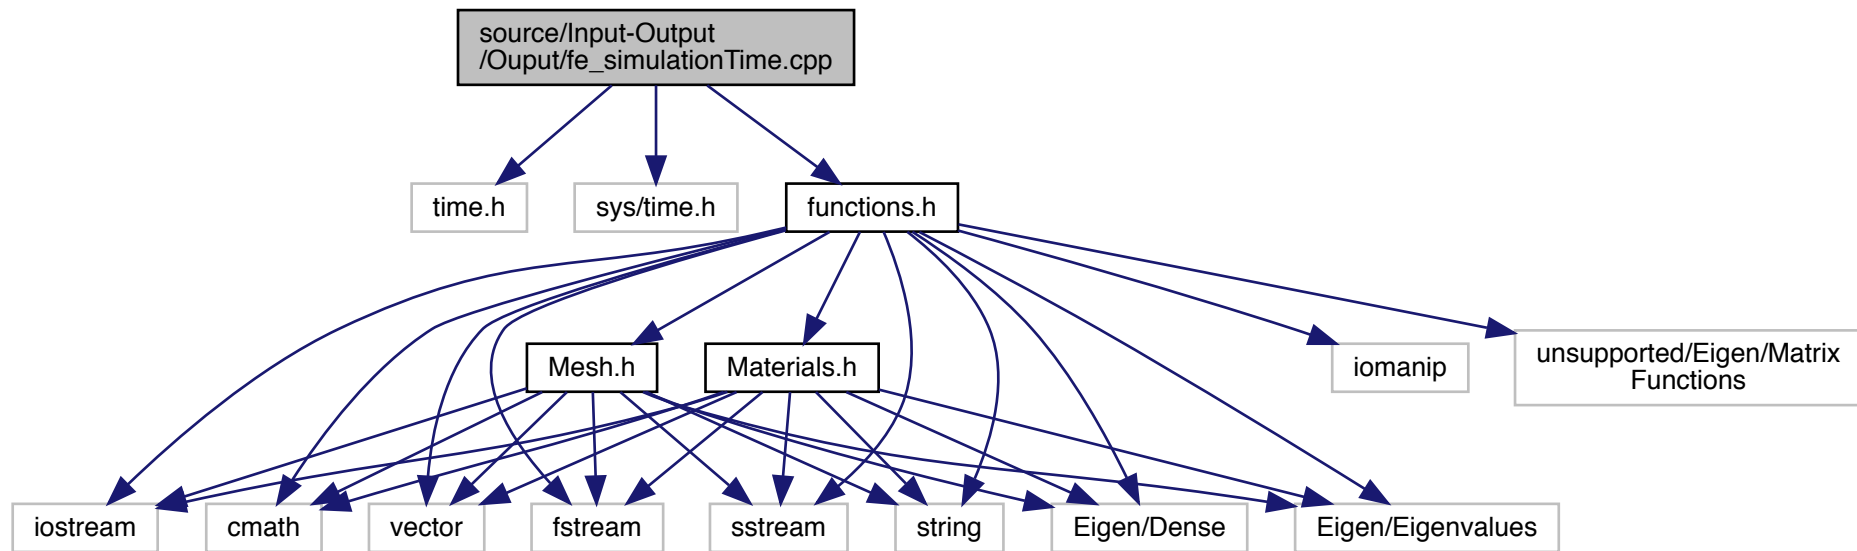 source/Input-Output
/Ouput/fe_simulationTime.cpp
time.h
sys/time.h
functions.h
Mesh.h
Materials.h
iomanip
unsupported/Eigen/Matrix
Functions
iostream
cmath
vector
fstream
sstream
string
Eigen/Dense
Eigen/Eigenvalues